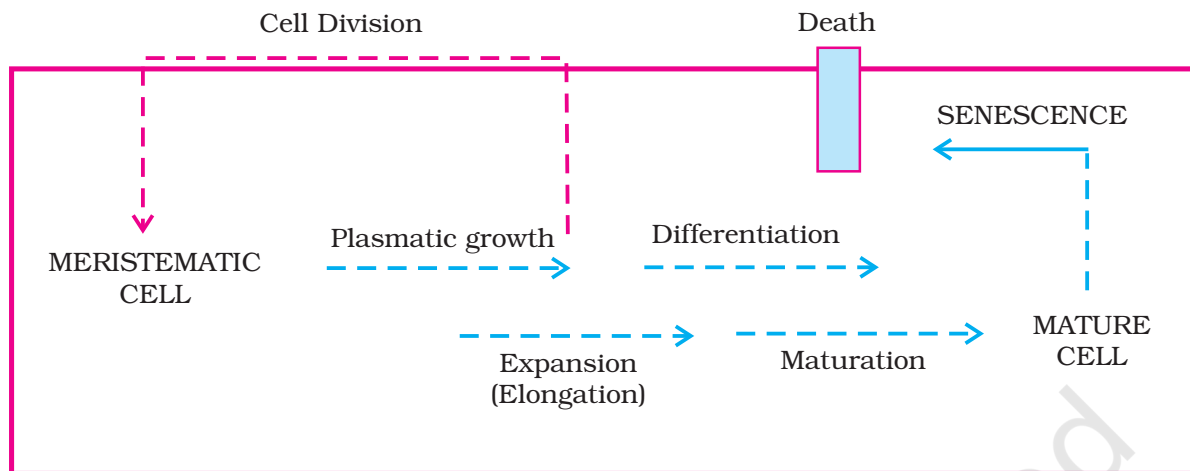 Cell Division
Death
SENESCENCE
Plasmatic growth
Differentiation
MERISTEMATIC
CELL
Expansion
(Elongation)
Maturation
MATURE
CELL